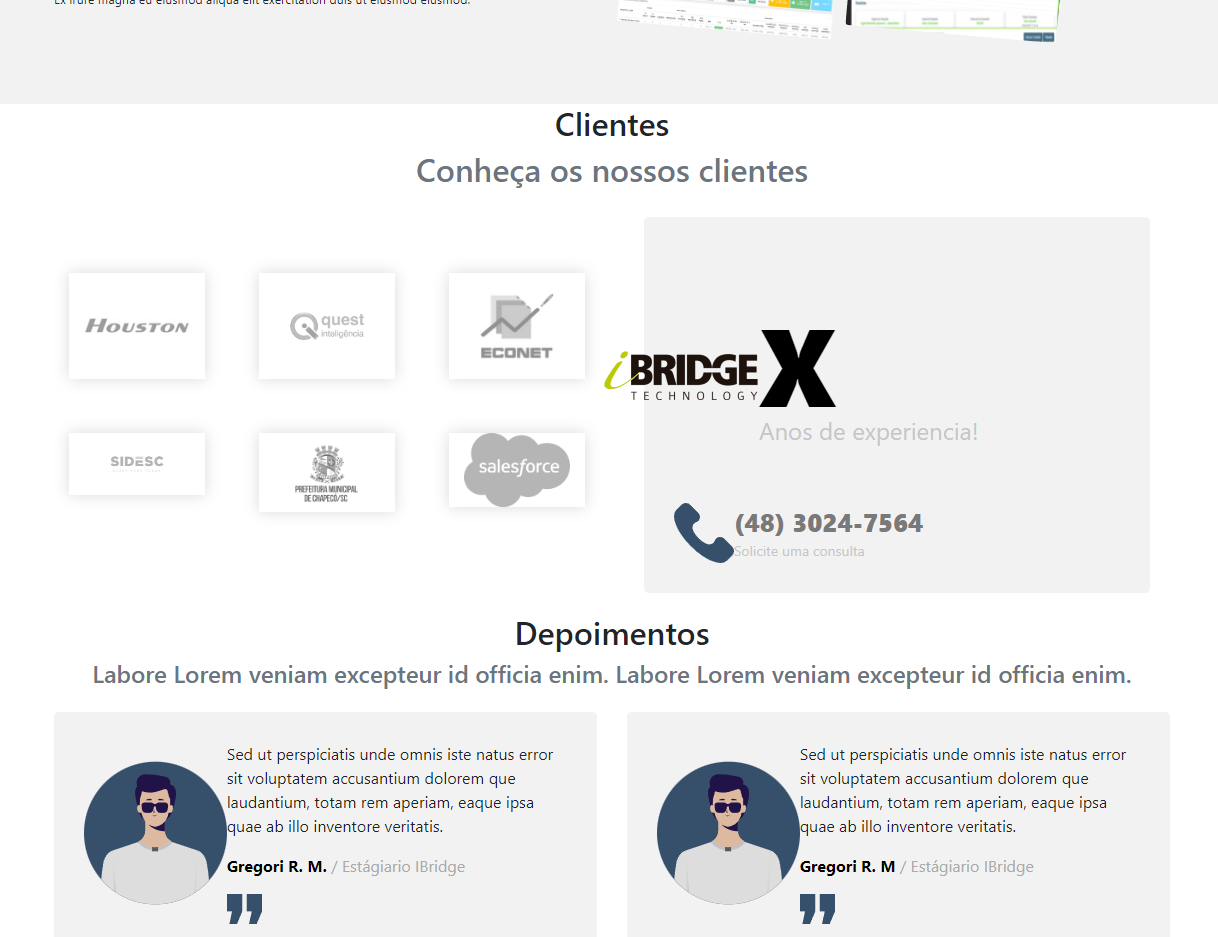 Ex irure magna eu eiusmod aliqua elit exercitation duis ut eiusmod eiusmod.
Clientes
Conheça os nossos clientes
HOUSTON
quest
inteligência
ECONET
SIDESC
PREFEITURA MUNICIPAL
DE CHAPECÓ/SC
salesforce
iBRIDGE
TECHNOLOGY
X
Anos de experiencia!
(48) 3024-7564
Solicite uma consulta
Depoimentos
Labore Lorem veniam excepteur id officia enim. Labore Lorem veniam excepteur id officia enim.
Sed ut perspiciatis unde omnis iste natus error
sit voluptatem accusantium dolorem que
laudantium, totam rem aperiam, eaque ipsa
quae ab illo inventore veritatis.
Gregori R. M. / Estágiario IBridge
Sed ut perspiciatis unde omnis iste natus error
sit voluptatem accusantium dolorem que
laudantium, totam rem aperiam, eaque ipsa
quae ab illo inventore veritatis.
Gregori R. M / Estágiario IBridge